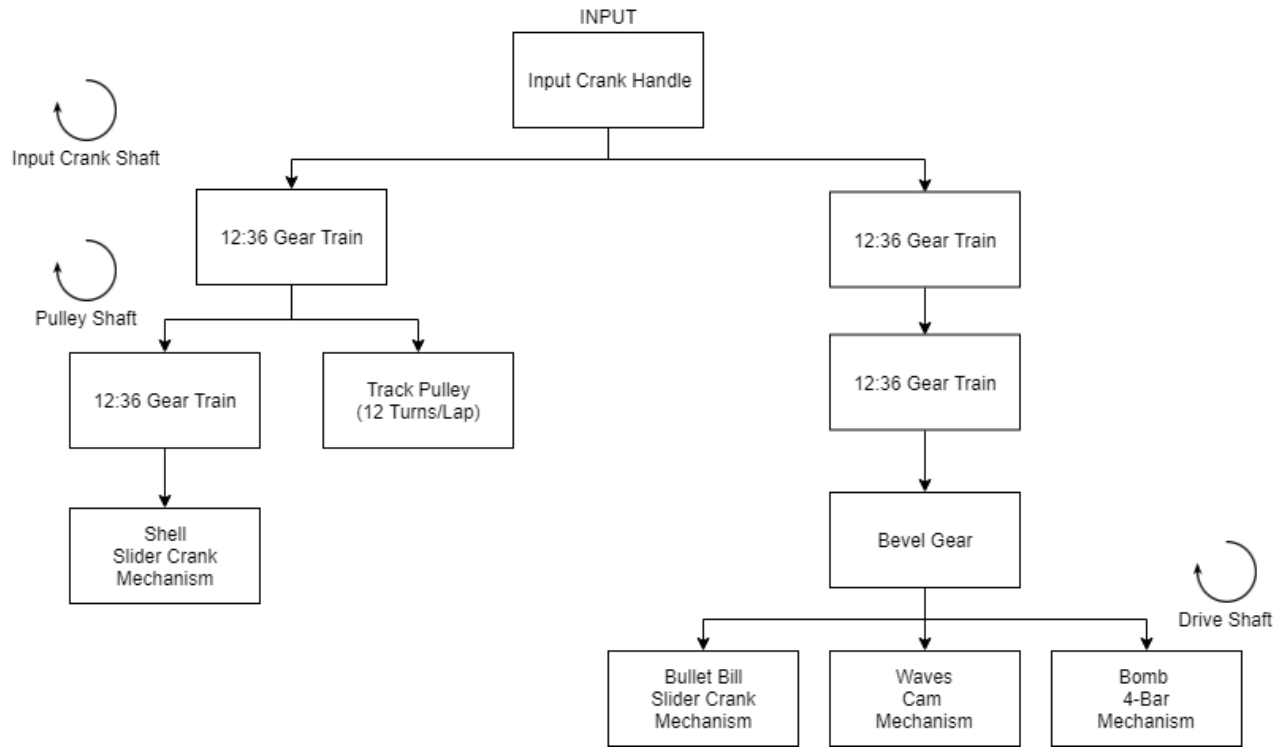 INPUT
Input Crank Handle
Input Crank Shaft
12:36 Gear Train
12:36 Gear Train
Pulley Shaft
12:36 Gear Train
Track Pulley
(12 Turns/Lap)
12:36 Gear Train
Shell
Slider Crank
Mechanism
Bevel Gear
Drive Shaft
Bullet Bill
Slider Crank
Mechanism
Waves
Cam
Mechanism
Bomb
4-Bar
Mechanism